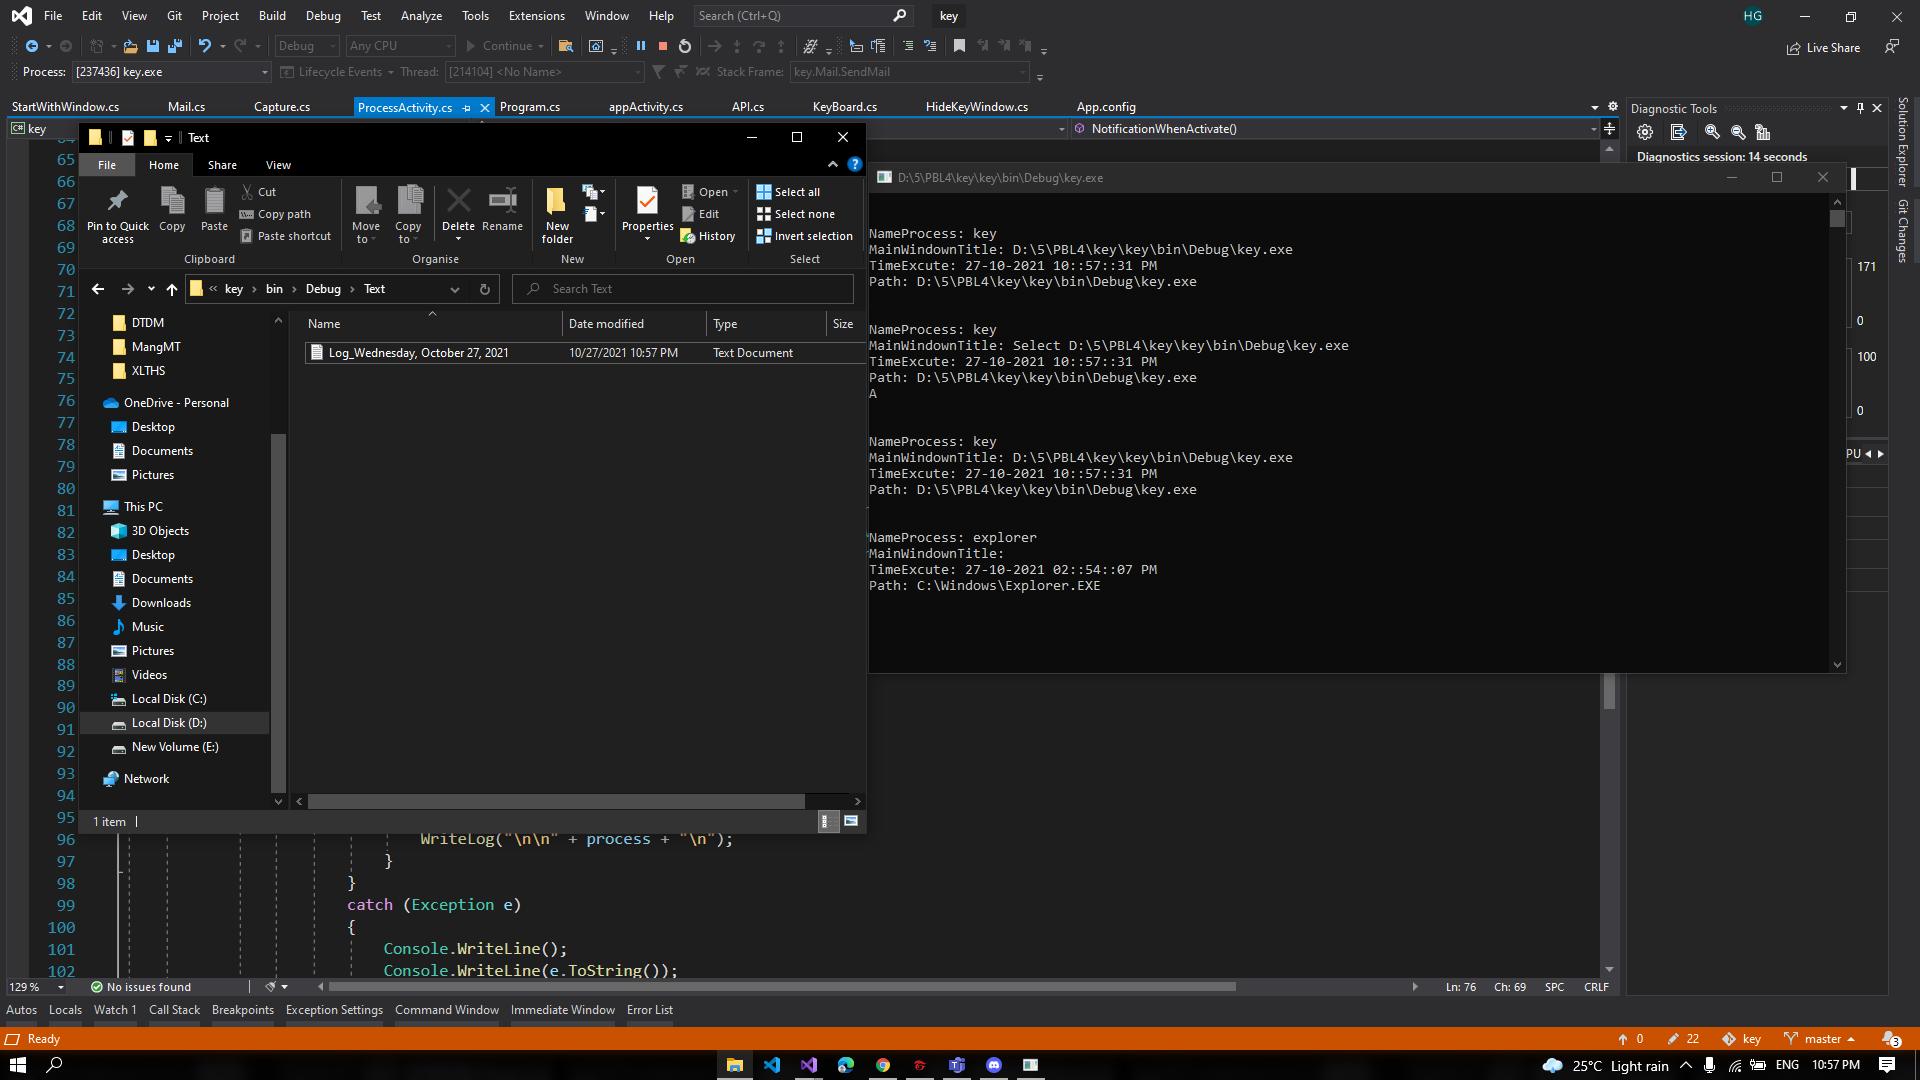 File Edit View Git Project Build Debug Test Analyze Tools Extensions Window Help Search (Ctrl+Q) key HG
Debug Any CPU Continue Live Share
Process: [237436] key.exe Lifecycle Events Thread: [214104] <No Name> Stack Frame: key.Mail.SendMail
StartWithWindow.cs Mail.cs Capture.cs ProcessActivity.cs Program.cs appActivity.cs API.cs KeyBoard.cs HideKeyWindow.cs App.config
C# key NotificationWhenActivate()
Diagnostic Tools
Diagnostics session: 14 seconds
171
0
100
0
PU
Solution Explorer
Git Changes
Text
File Home Share View
Pin to Quick access
Copy
Paste
Cut
Copy path
Paste shortcut
Clipboard
Move to
Copy to
Delete
Rename
Organise
New folder
New
Properties
Open
Edit
History
Open
Select all
Select none
Invert selection
Select
« key › bin › Debug › Text
Search Text
DTDM
MangMT
XLTHS
OneDrive - Personal
Desktop
Documents
Pictures
This PC
3D Objects
Desktop
Documents
Downloads
Music
Pictures
Videos
Local Disk (C:)
Local Disk (D:)
New Volume (E:)
Network
Name Date modified Type Size
Log_Wednesday, October 27, 2021 10/27/2021 10:57 PM Text Document
1 item
D:\5\PBL4\key\key\bin\Debug\key.exe
NameProcess: key
MainWindownTitle: D:\5\PBL4\key\key\bin\Debug\key.exe
TimeExcute: 27-10-2021 10::57::31 PM
Path: D:\5\PBL4\key\key\bin\Debug\key.exe
NameProcess: key
MainWindownTitle: Select D:\5\PBL4\key\key\bin\Debug\key.exe
TimeExcute: 27-10-2021 10::57::31 PM
Path: D:\5\PBL4\key\key\bin\Debug\key.exe
A
NameProcess: key
MainWindownTitle: D:\5\PBL4\key\key\bin\Debug\key.exe
TimeExcute: 27-10-2021 10::57::31 PM
Path: D:\5\PBL4\key\key\bin\Debug\key.exe
NameProcess: explorer
MainWindownTitle:
TimeExcute: 27-10-2021 02::54::07 PM
Path: C:\Windows\Explorer.EXE
65
66
67
68
69
70
71
72
73
74
75
76
77
78
79
80
81
82
83
84
85
86
87
88
89
90
91
92
93
94
95
96 WriteLog("\n\n" + process + "\n");
97 }
98 }
99 catch (Exception e)
100 {
101 Console.WriteLine();
102 Console.WriteLine(e.ToString());
129 % No issues found Ln: 76 Ch: 69 SPC CRLF
Autos Locals Watch 1 Call Stack Breakpoints Exception Settings Command Window Immediate Window Error List
Ready 0 22 key master 3
25°C Light rain ENG 10:57 PM